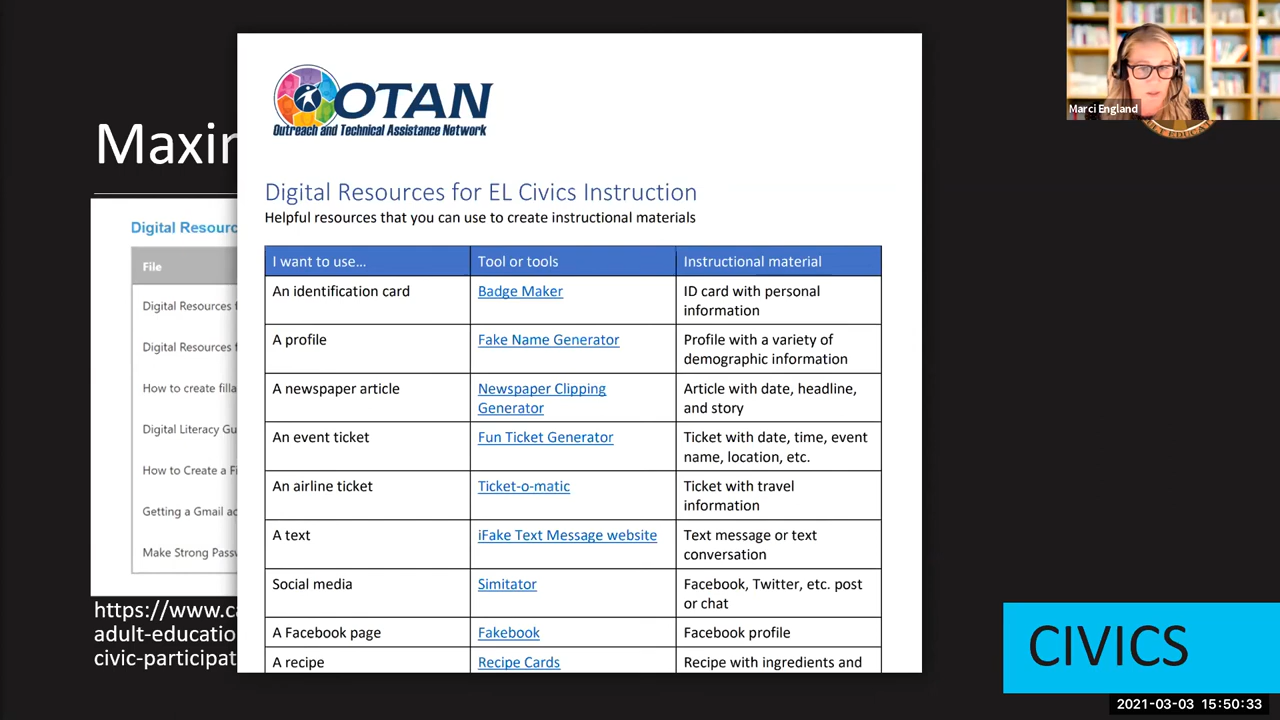 Marci England
OTAN
Outreach and Technical Assistance Network
Maxi
Digital Resources for EL Civics Instruction
Helpful resources that you can use to create instructional materials
I want to use...
Tool or tools
Instructional material
An identification card
Badge Maker
ID card with personal
information
A profile
Fake Name Generator
Profile with a variety of
demographic information
A newspaper article
Newspaper Clipping
Generator
Article with date, headline,
and story
An event ticket
Fun Ticket Generator
Ticket with date, time, event
name, location, etc.
An airline ticket
Ticket-o-matic
Ticket with travel
information
A text
iFake Text Message website
Text message or text
conversation
Social media
Simitator
Facebook, Twitter, etc. post
or chat
A Facebook page
Fakebook
Facebook profile
A recipe
Recipe Cards
Recipe with ingredients and
Digital Resourc
File
Digital Resources f
Digital Resources f
How to create filla
Digital Literacy Gu
How to Create a Fi
Getting a Gmail ac
Make Strong Passw
https://www.ca
adult-educatio
civic-participat
CIVICS
2021-03-03 15:50:33